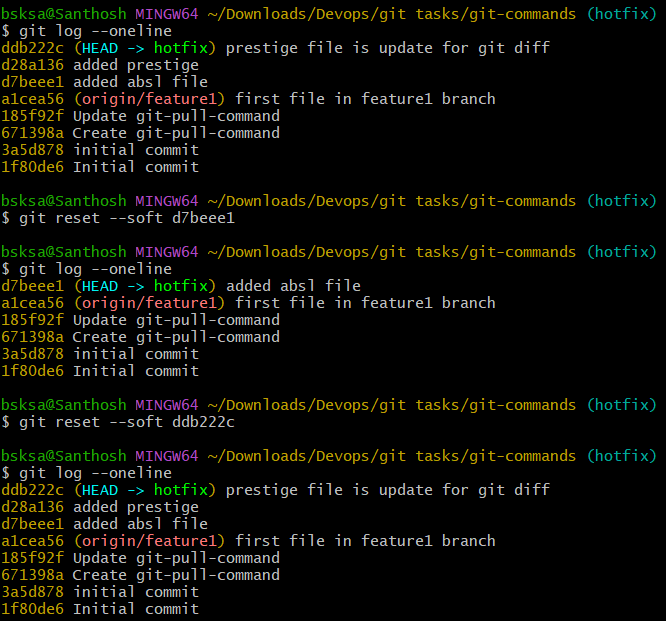 bsksa@Santhosh MINGW64 ~/Downloads/Devops/git tasks/git-commands (hotfix)
$ git log --oneline
ddb222c (HEAD -> hotfix) prestige file is update for git diff
d28a136 added prestige
d7beee1 added absl file
a1cea56 (origin/feature1) first file in feature1 branch
185f92f Update git-pull-command
671398a Create git-pull-command
3a5d878 initial commit
1f80de6 Initial commit

bsksa@Santhosh MINGW64 ~/Downloads/Devops/git tasks/git-commands (hotfix)
$ git reset --soft d7beee1

bsksa@Santhosh MINGW64 ~/Downloads/Devops/git tasks/git-commands (hotfix)
$ git log --oneline
d7beee1 (HEAD -> hotfix) added absl file
a1cea56 (origin/feature1) first file in feature1 branch
185f92f Update git-pull-command
671398a Create git-pull-command
3a5d878 initial commit
1f80de6 Initial commit

bsksa@Santhosh MINGW64 ~/Downloads/Devops/git tasks/git-commands (hotfix)
$ git reset --soft ddb222c

bsksa@Santhosh MINGW64 ~/Downloads/Devops/git tasks/git-commands (hotfix)
$ git log --oneline
ddb222c (HEAD -> hotfix) prestige file is update for git diff
d28a136 added prestige
d7beee1 added absl file
a1cea56 (origin/feature1) first file in feature1 branch
185f92f Update git-pull-command
671398a Create git-pull-command
3a5d878 initial commit
1f80de6 Initial commit